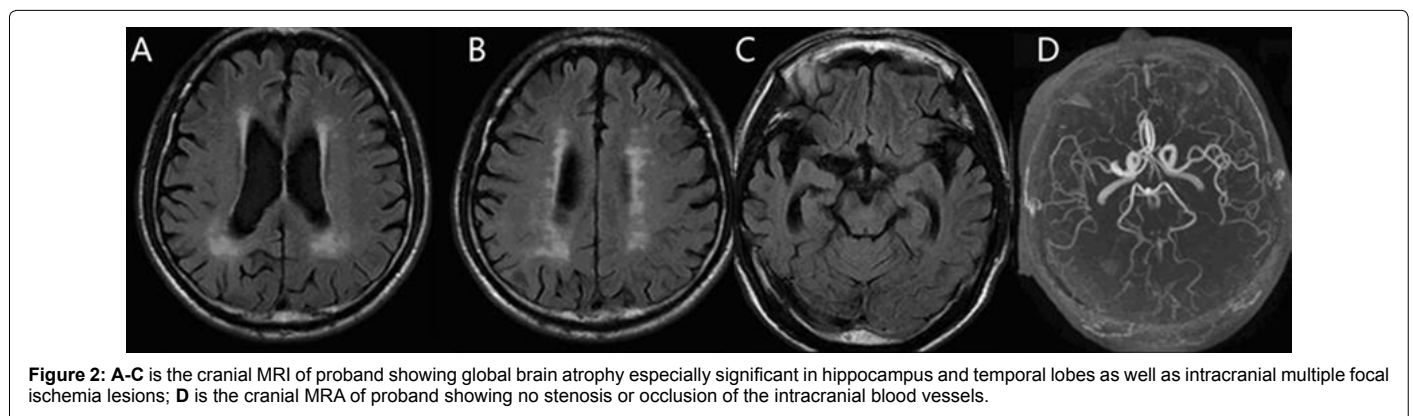 A B C D
Figure 2: A-C is the cranial MRI of proband showing global brain atrophy especially significant in hippocampus and temporal lobes as well as intracranial multiple focal
ischemia lesions; D is the cranial MRA of proband showing no stenosis or occlusion of the intracranial blood vessels.